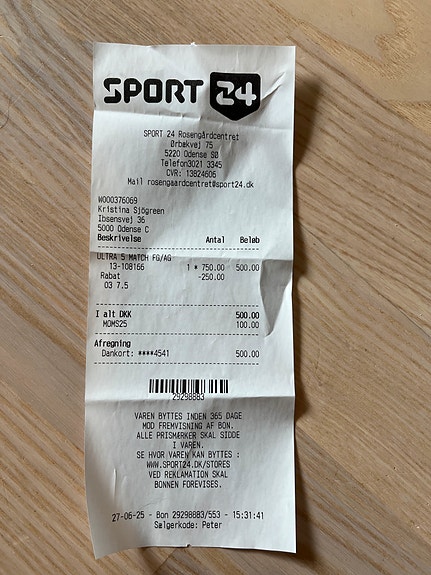 SPORT 24
SPORT 24 Rosengårdcentret
Ørbækvej 75
5220 Odense SØ
Telefon3021 3345
CVR: 13824606
Mail rosengaardcentret@sport24.dk
W000376069
Kristina Sjögreen
Ibsensvej 36
5000 Odense C
Beskrivelse Antal Beløb
ULTRA 5 MATCH FG/AG
13-108166 1 * 750.00 500.00
Rabat -250.00
03 7.5
I alt DKK 500.00
MOMS25 100.00
Afregning
Dankort: ****4541 500.00
29298883
VAREN BYTTES INDEN 365 DAGE
MOD FREMVISNING AF BON.
ALLE PRISMÆRKER SKAL SIDDE
I VAREN.
SE HVOR VAREN KAN BYTTES :
WWW.SPORT24.DK/STORES
VED REKLAMATION SKAL
BONNEN FOREVISES.
27-06-25 - Bon 29298883/553 - 15:31:41
Sælgerkode: Peter